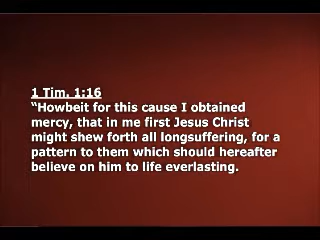 1 Tim. 1:16
“Howbeit for this cause I obtained
mercy, that in me first Jesus Christ
might shew forth all longsuffering, for a
pattern to them which should hereafter
believe on him to life everlasting.